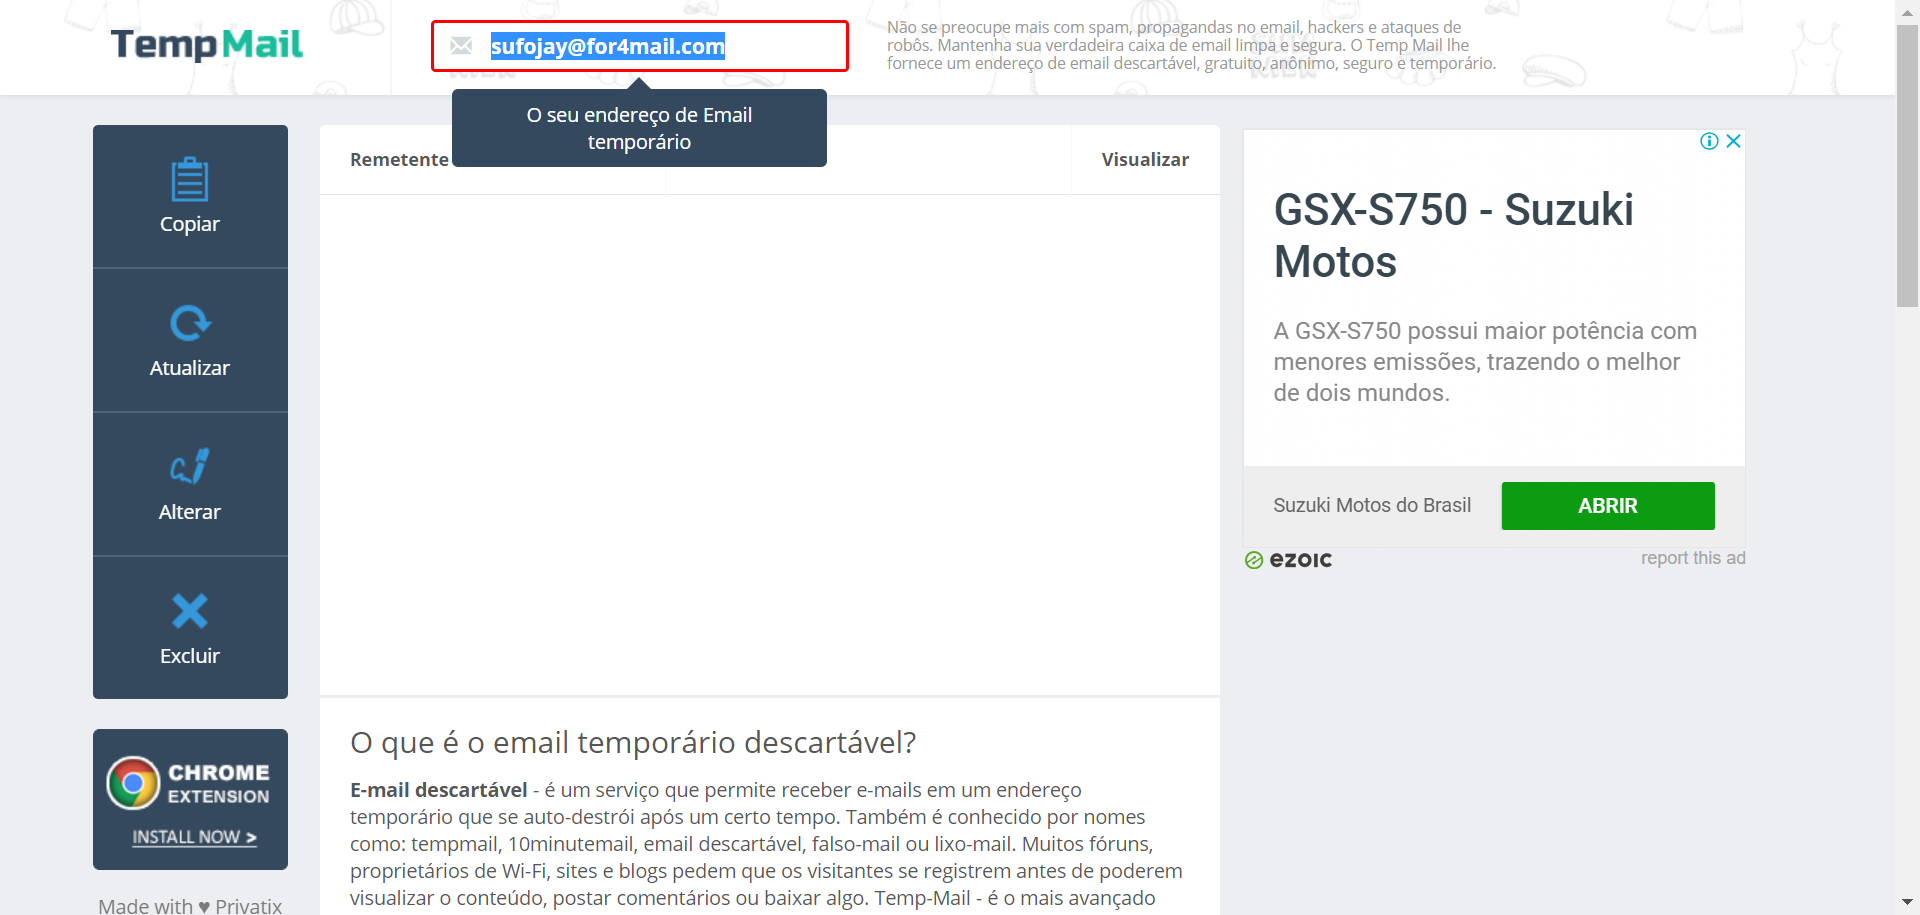 TempMail
sufojay@for4mail.com
Não se preocupe mais com spam, propagandas no email, hackers e ataques de
robôs. Mantenha sua verdadeira caixa de email limpa e segura. O Temp Mail lhe
fornece um endereço de email descartável, gratuito, anônimo, seguro e temporário.
O seu endereço de Email
temporário
Copiar
Atualizar
Alterar
Excluir
CHROME
EXTENSION
INSTALL NOW >
Made with ♥ Privatix
Remetente
Visualizar
GSX-S750 - Suzuki
Motos
A GSX-S750 possui maior potência com
menores emissões, trazendo o melhor
de dois mundos.
Suzuki Motos do Brasil
ABRIR
ezoic
report this ad
O que é o email temporário descartável?
E-mail descartável - é um serviço que permite receber e-mails em um endereço
temporário que se auto-destrói após um certo tempo. Também é conhecido por nomes
como: tempmail, 10minutemail, email descartável, falso-mail ou lixo-mail. Muitos fóruns,
proprietários de Wi-Fi, sites e blogs pedem que os visitantes se registrem antes de poderem
visualizar o conteúdo, postar comentários ou baixar algo. Temp-Mail - é o mais avançado